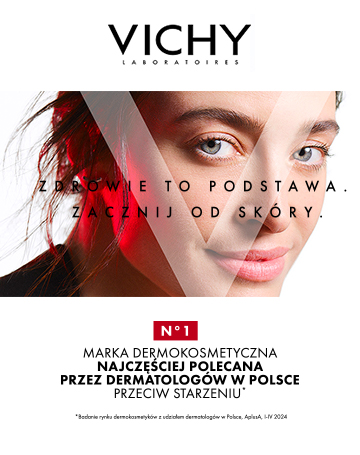 VICHY
LABORATOIRES
ZDROWIE TO PODSTAWA.
ZACZNIJ OD SKÓRY.
N°1
MARKA DERMOKOSMETYCZNA
NAJCZĘŚCIEJ POLECANA
PRZEZ DERMATOLOGÓW W POLSCE
PRZECIW STARZENIU*
*Badanie rynku dermokosmetyków z udziałem dermatologów w Polsce, AplusA, I-IV 2024